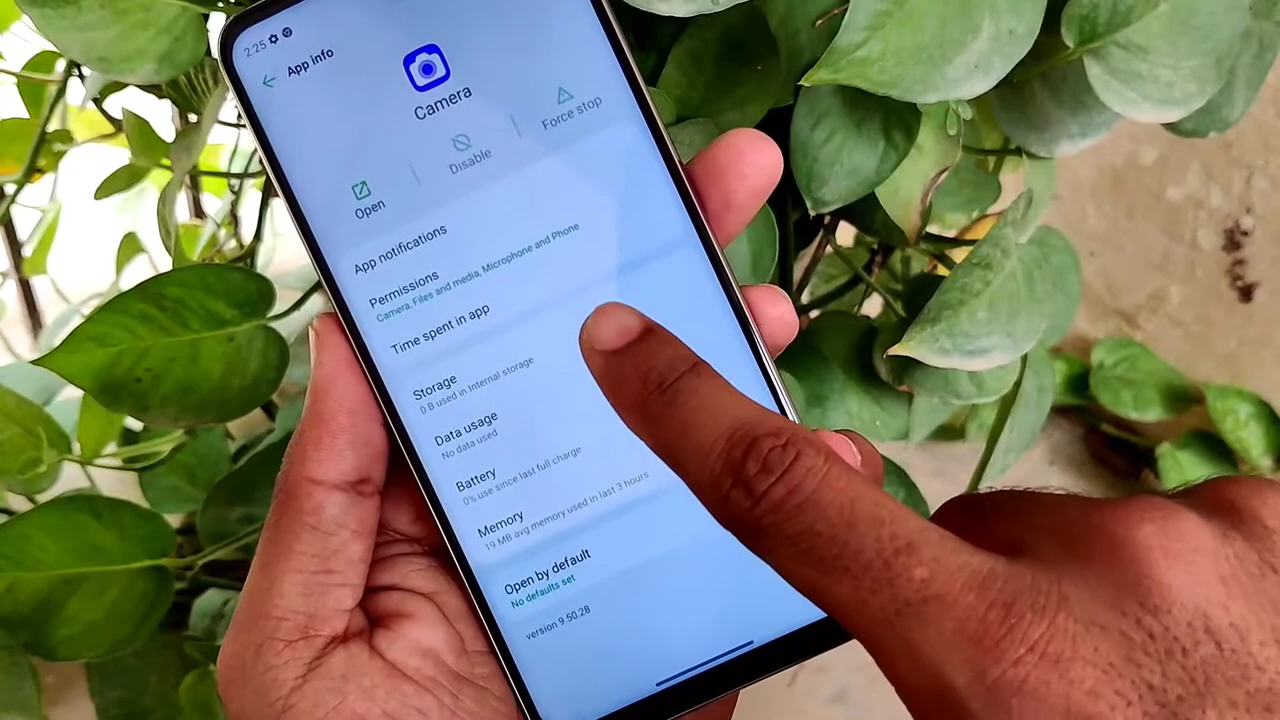 2:25
App info
Camera
Open
Disable
Force stop
App notifications
Permissions
Camera, Files and media, Microphone and Phone
Time spent in app
Storage
0 B used in Internal storage
Data usage
No data used
Battery
0% use since last full charge
Memory
19 MB avg memory used in last 3 hours
Open by default
No defaults set
version 9.50.28